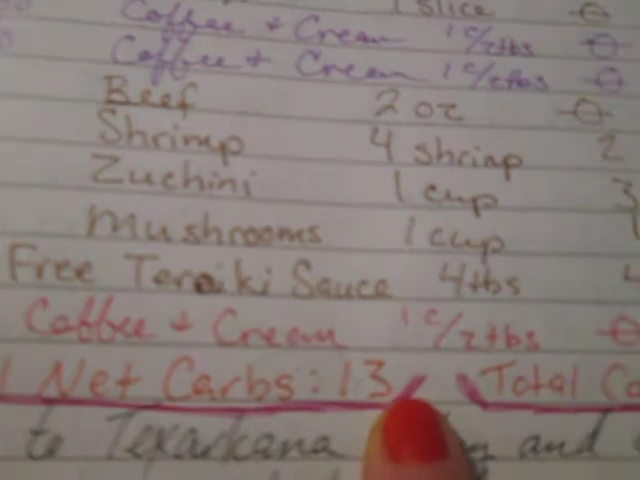 1 slice
Coffee + Cream 1c/2tbs
Coffee + Cream 1c/2tbs
Beef 2 oz
Shrimp 4 shrimp 2
Zuchini 1 cup 3
Mushrooms 1 cup
Free Teraiki Sauce 4tbs
Coffee + Cream 1c/2tbs
Net Carbs: 13 Total
to Texarkana and